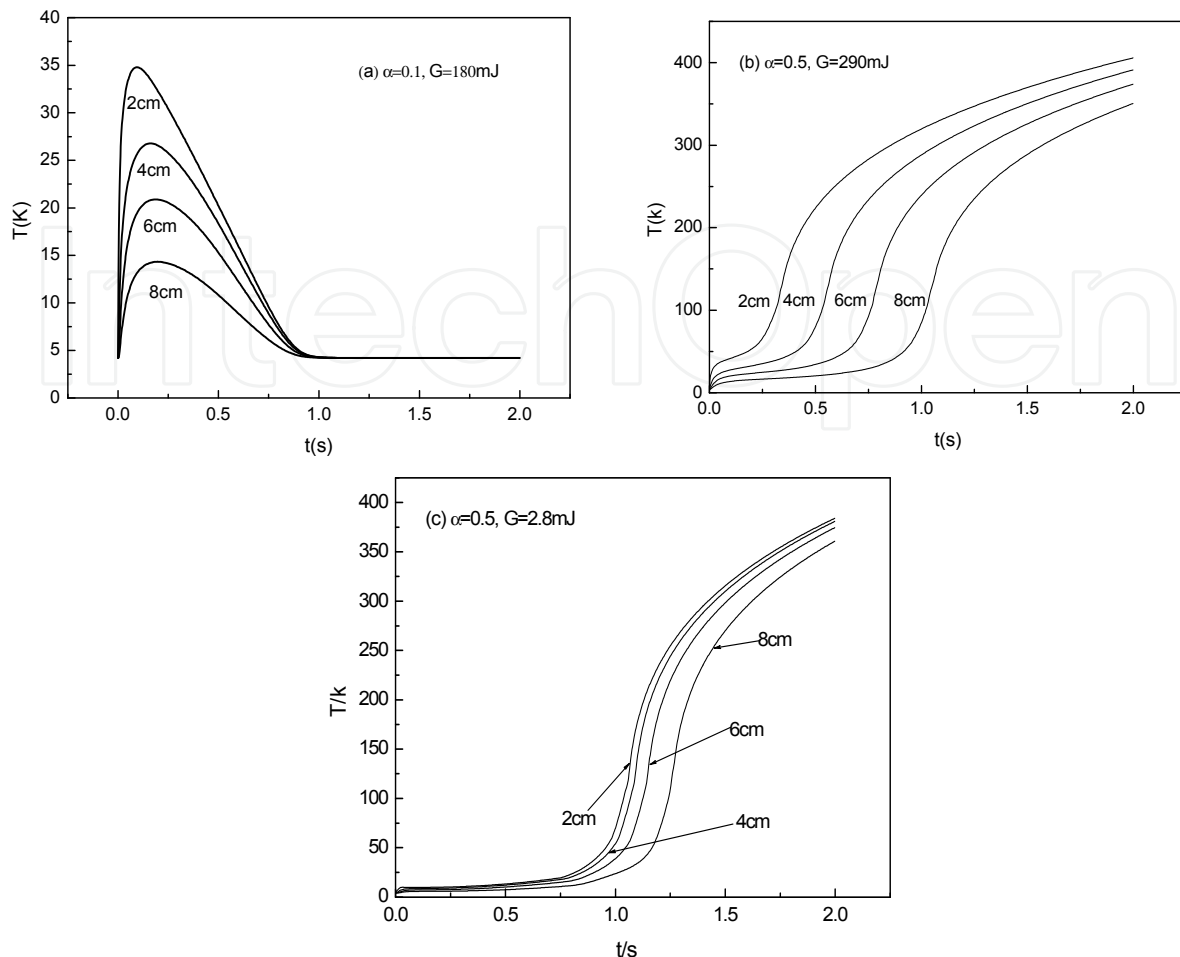 (a) α=0.1, G=180mJ
T(K)
40
35
30
25
20
15
10
5
0
2cm
4cm
6cm
8cm
0.0 0.5 1.0 1.5 2.0
t(s)
(b) α=0.5, G=290mJ
T(k)
400
300
200
100
0
2cm 4cm 6cm 8cm
0.0 0.5 1.0 1.5 2.0
t(s)
IntechOpen
(c) α=0.5, G=2.8mJ
T/k
400
350
300
250
200
150
100
50
0
8cm
6cm
2cm
4cm
0.0 0.5 1.0 1.5 2.0
t/s